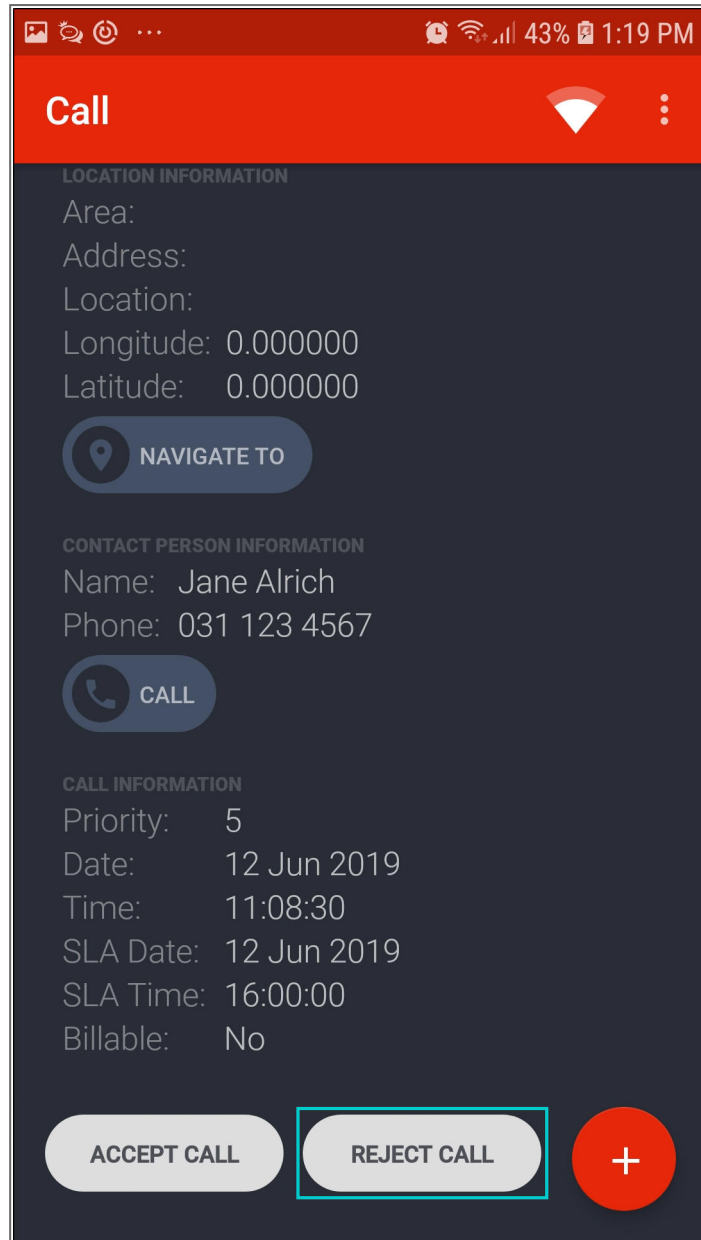 43% 1:19 PM
Call
LOCATION INFORMATION
Area:
Address:
Location:
Longitude: 0.000000
Latitude: 0.000000
NAVIGATE TO
CONTACT PERSON INFORMATION
Name: Jane Alrich
Phone: 031 123 4567
CALL
CALL INFORMATION
Priority: 5
Date: 12 Jun 2019
Time: 11:08:30
SLA Date: 12 Jun 2019
SLA Time: 16:00:00
Billable: No
ACCEPT CALL REJECT CALL +